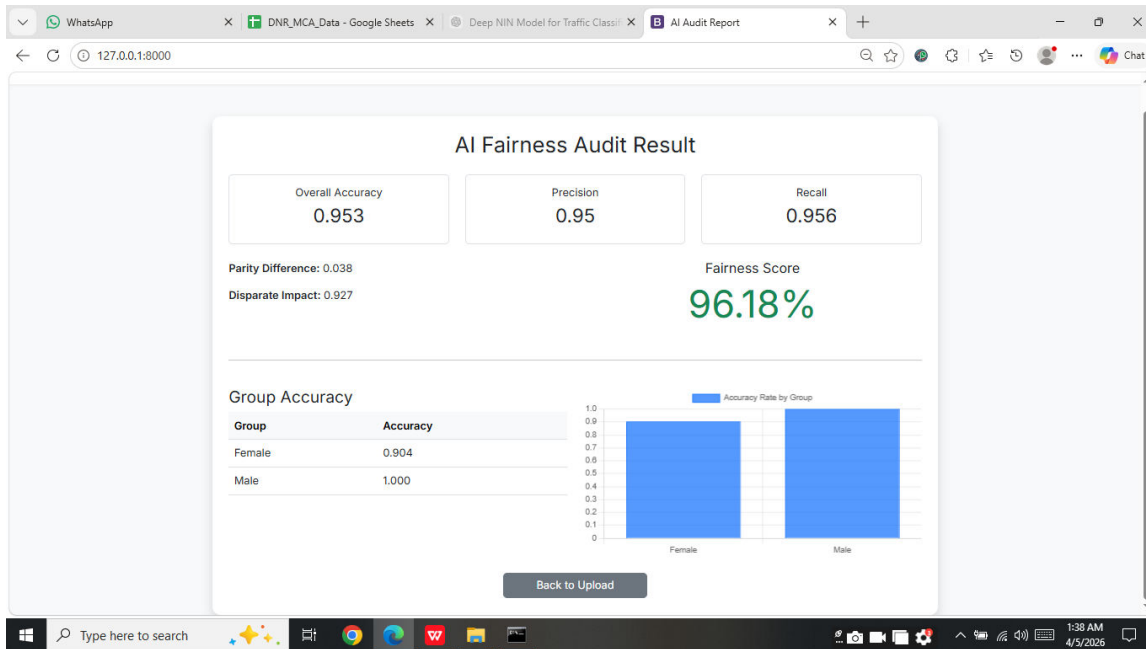 WhatsApp
DNR_MCA_Data - Google Sheets
Deep NIN Model for Traffic Classifi
AI Audit Report
127.0.0.1:8000
Chat
AI Fairness Audit Result
Overall Accuracy
0.953
Precision
0.95
Recall
0.956
Parity Difference: 0.038
Disparate Impact: 0.927
Fairness Score
96.18%
Group Accuracy
Group Accuracy
Female 0.904
Male 1.000
Accuracy Rate by Group
1.0
0.9
0.8
0.7
0.6
0.5
0.4
0.3
0.2
0.1
0
Female Male
Back to Upload
Type here to search
1:38 AM
4/5/2026